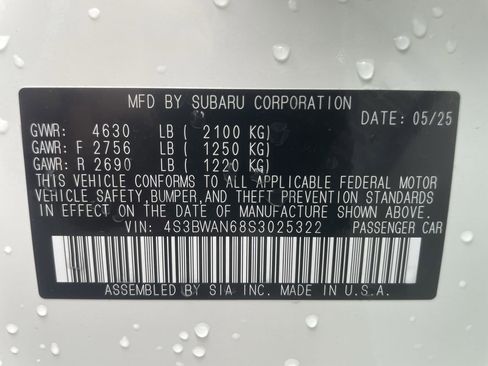 MFD BY SUBARU CORPORATION
DATE: 05/25
GVWR: 4630 LB ( 2100 KG)
GAWR: F 2756 LB ( 1250 KG)
GAWR: R 2690 LB ( 1220 KG)
THIS VEHICLE CONFORMS TO ALL APPLICABLE FEDERAL MOTOR
VEHICLE SAFETY, BUMPER, AND THEFT PREVENTION STANDARDS
IN EFFECT ON THE DATE OF MANUFACTURE SHOWN ABOVE.
VIN: 4S3BWAN68S3025322 PASSENGER CAR
ASSEMBLED BY SIA INC. MADE IN U.S.A.